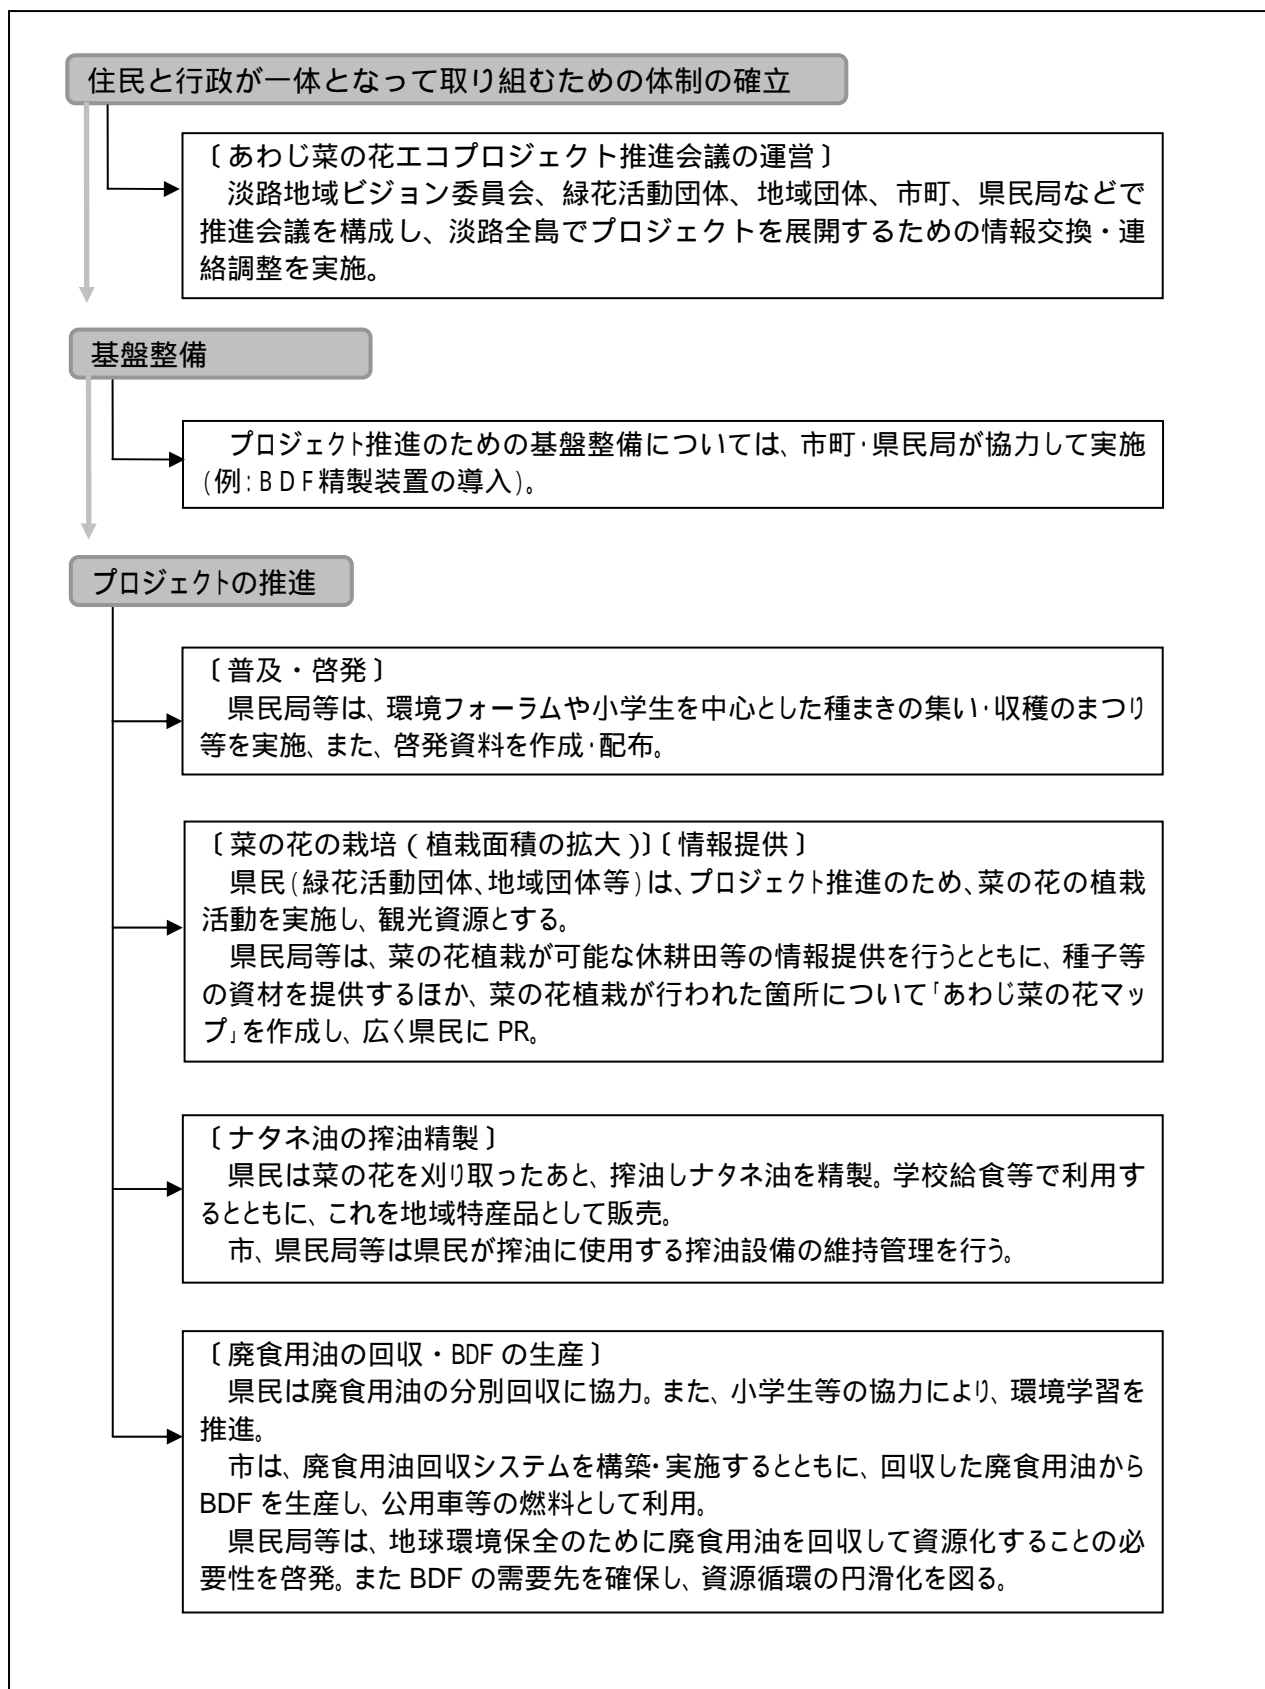 住民と行政が一体となって取り組むための体制の確立
〔あわじ菜の花エコプロジェクト推進会議の運営〕
淡路地域ビジョン委員会、緑花活動団体、地域団体、市町、県民局などで
推進会議を構成し、淡路全島でプロジェクトを展開するための情報交換・連
絡調整を実施。
基盤整備
プロジェクト推進のための基盤整備については、市町・県民局が協力して実施
(例:BDF精製装置の導入)。
プロジェクトの推進
〔普及・啓発〕
県民局等は、環境フォーラムや小学生を中心とした種まきの集い・収穫のまつり
等を実施、また、啓発資料を作成・配布。
〔菜の花の栽培(植栽面積の拡大)〕〔情報提供〕
県民(緑花活動団体、地域団体等)は、プロジェクト推進のため、菜の花の植栽
活動を実施し、観光資源とする。
県民局等は、菜の花植栽が可能な休耕田等の情報提供を行うとともに、種子等
の資材を提供するほか、菜の花植栽が行われた箇所について「あわじ菜の花マッ
プ」を作成し、広く県民に PR。
〔ナタネ油の搾油精製〕
県民は菜の花を刈り取ったあと、搾油しナタネ油を精製。学校給食等で利用す
るとともに、これを地域特産品として販売。
市、県民局等は県民が搾油に使用する搾油設備の維持管理を行う。
〔廃食用油の回収・BDF の生産〕
県民は廃食用油の分別回収に協力。また、小学生等の協力により、環境学習を
推進。
市は、廃食用油回収システムを構築・実施するとともに、回収した廃食用油から
BDF を生産し、公用車等の燃料として利用。
県民局等は、地球環境保全のために廃食用油を回収して資源化することの必
要性を啓発。また BDF の需要先を確保し、資源循環の円滑化を図る。